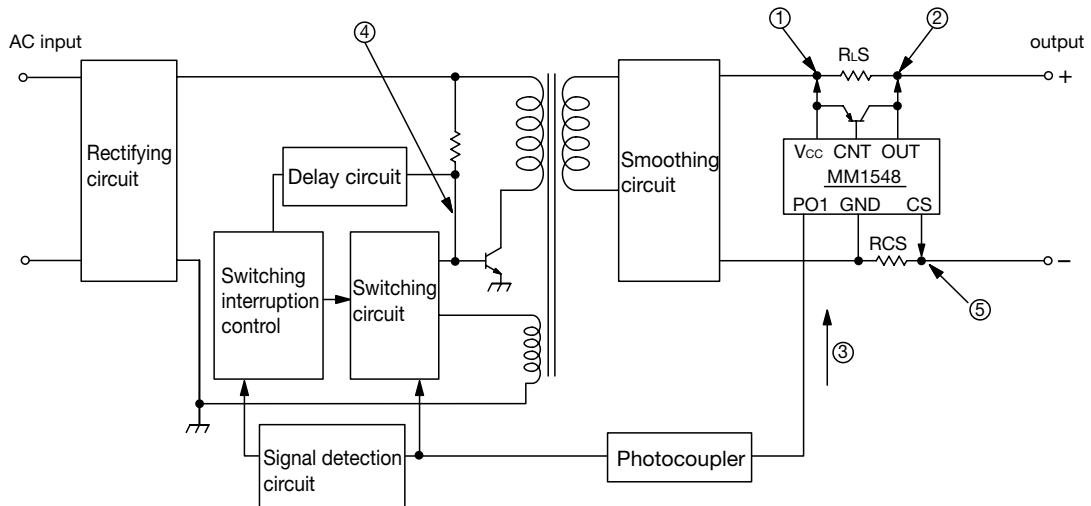 AC input
Rectifying
circuit
④
Delay circuit
Switching
interruption
control
Switching
circuit
Signal detection
circuit
Smoothing
circuit
Photocoupler
①
②
RLS
output
+
VCC CNT OUT
MM1548
PO1 GND CS
RCS
−
⑤
③